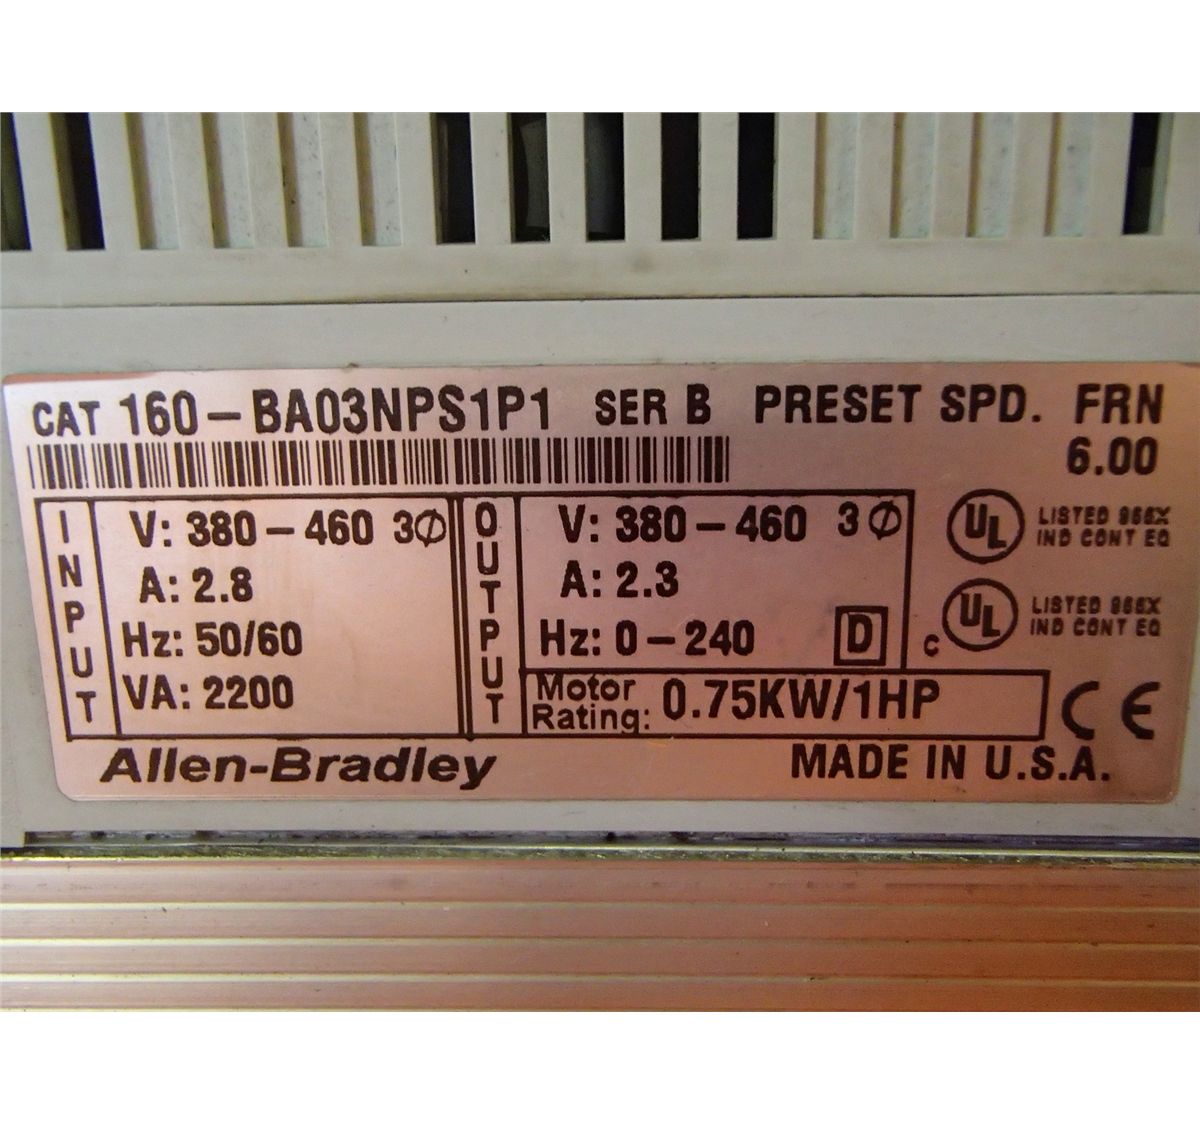 CAT 160-BA03NPS1P1 SER B PRESET SPD. FRN
6.00
INPUT
V: 380-460 3Ø
A: 2.8
Hz: 50/60
VA: 2200
OUTPUT
V: 380-460 3Ø
A: 2.3
Hz: 0-240
D
Motor Rating: 0.75KW/1HP
UL LISTED 966X
IND CONT EQ
c UL LISTED 966X
IND CONT EQ
CE
Allen-Bradley MADE IN U.S.A.